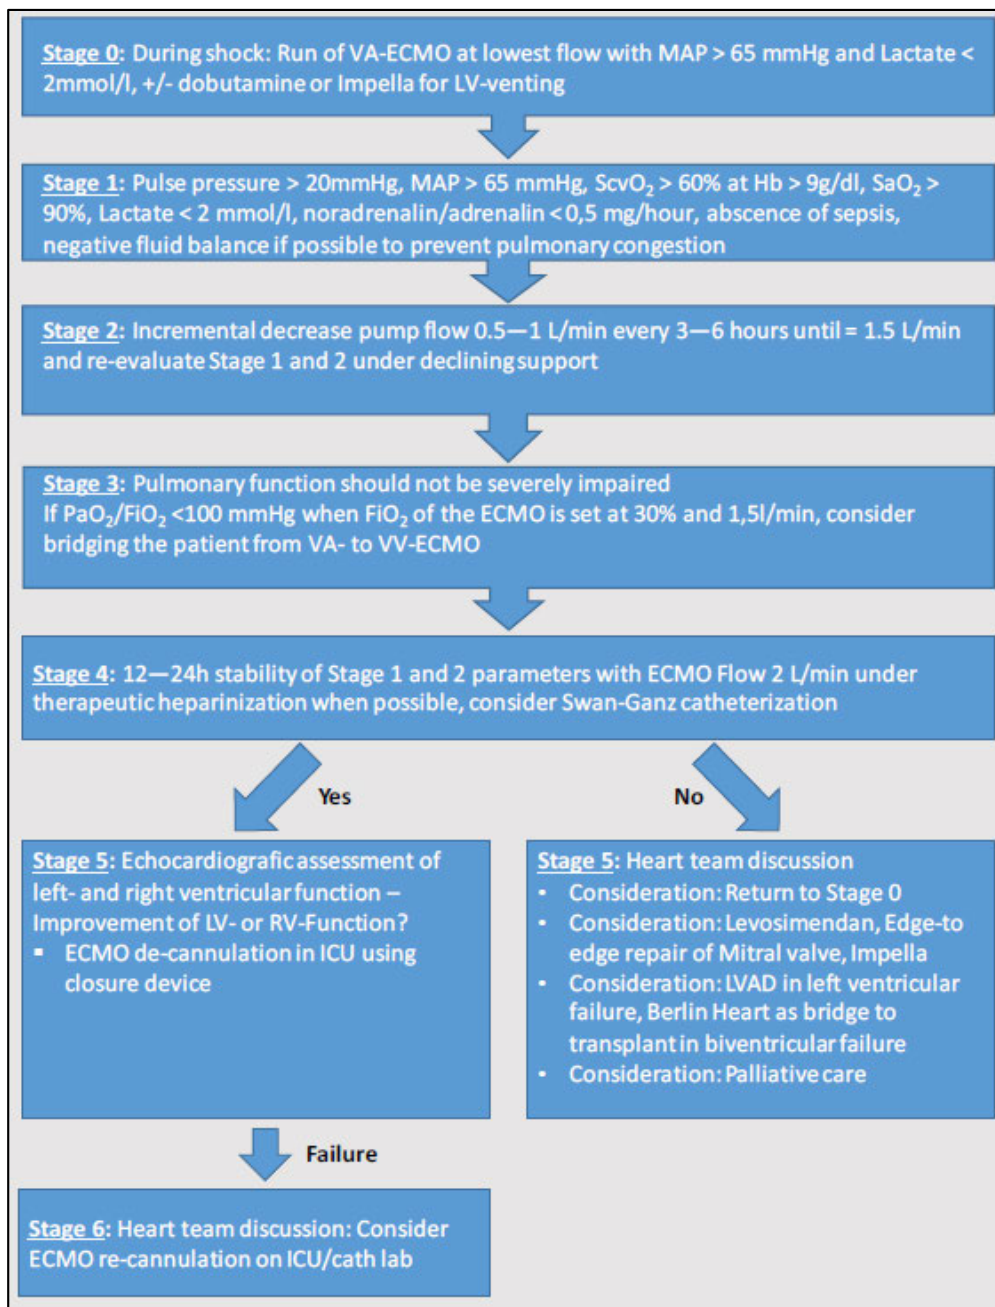 Stage 0: During shock: Run of VA-ECMO at lowest flow with MAP > 65 mmHg and Lactate <
2mmol/l, +/- dobutamine or Impella for LV-venting
Stage 1: Pulse pressure > 20mmHg, MAP > 65 mmHg, ScvO₂ > 60% at Hb > 9g/dl, SaO₂ >
90%, Lactate < 2 mmol/l, noradrenalin/adrenalin < 0,5 mg/hour, abscence of sepsis,
negative fluid balance if possible to prevent pulmonary congestion
Stage 2: Incremental decrease pump flow 0.5—1 L/min every 3—6 hours until = 1.5 L/min
and re-evaluate Stage 1 and 2 under declining support
Stage 3: Pulmonary function should not be severely impaired
If PaO₂/FiO₂ <100 mmHg when FiO₂ of the ECMO is set at 30% and 1,5l/min, consider
bridging the patient from VA- to VV-ECMO
Stage 4: 12—24h stability of Stage 1 and 2 parameters with ECMO Flow 2 L/min under
therapeutic heparinization when possible, consider Swan-Ganz catheterization
Yes
No
Stage 5: Echocardiografic assessment of
left- and right ventricular function –
Improvement of LV- or RV-Function?
▪ ECMO de-cannulation in ICU using
closure device
Stage 5: Heart team discussion
• Consideration: Return to Stage 0
• Consideration: Levosimendan, Edge-to
edge repair of Mitral valve, Impella
• Consideration: LVAD in left ventricular
failure, Berlin Heart as bridge to
transplant in biventricular failure
• Consideration: Palliative care
Failure
Stage 6: Heart team discussion: Consider
ECMO re-cannulation on ICU/cath lab